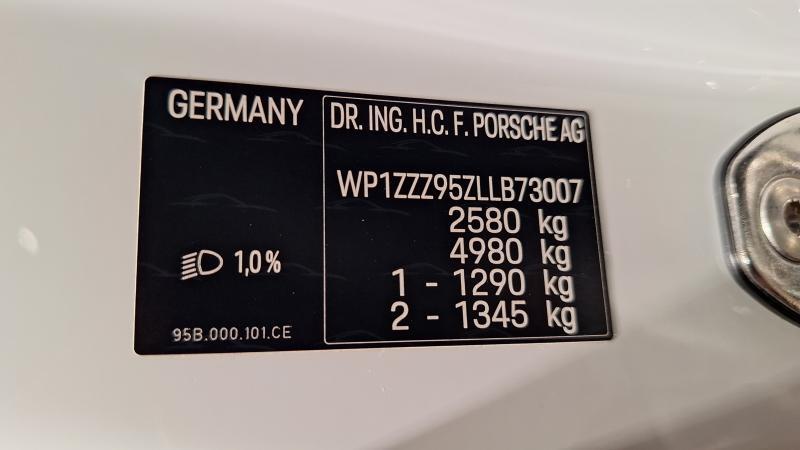 GERMANY
DR. ING. H.C. F. PORSCHE AG
WP1ZZZ95ZLLB73007
2580 kg
4980 kg
1 - 1290 kg
2 - 1345 kg
1,0%
95B.000.101.CE